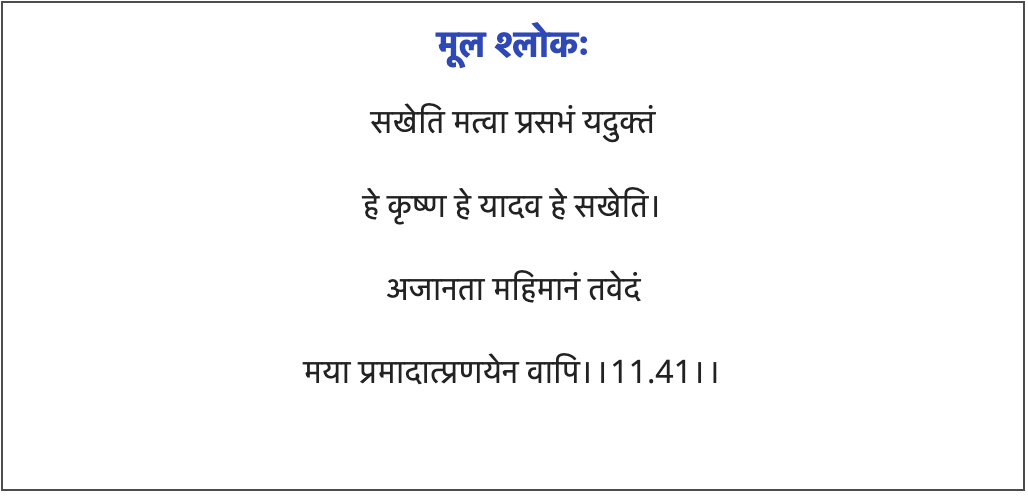 मूल श्लोकः
सखेति मत्वा प्रसभं यदुक्तं
हे कृष्ण हे यादव हे सखेति।
अजानता महिमानं तवेदं
मया प्रमादात्प्रणयेन वापि।।11.41।।